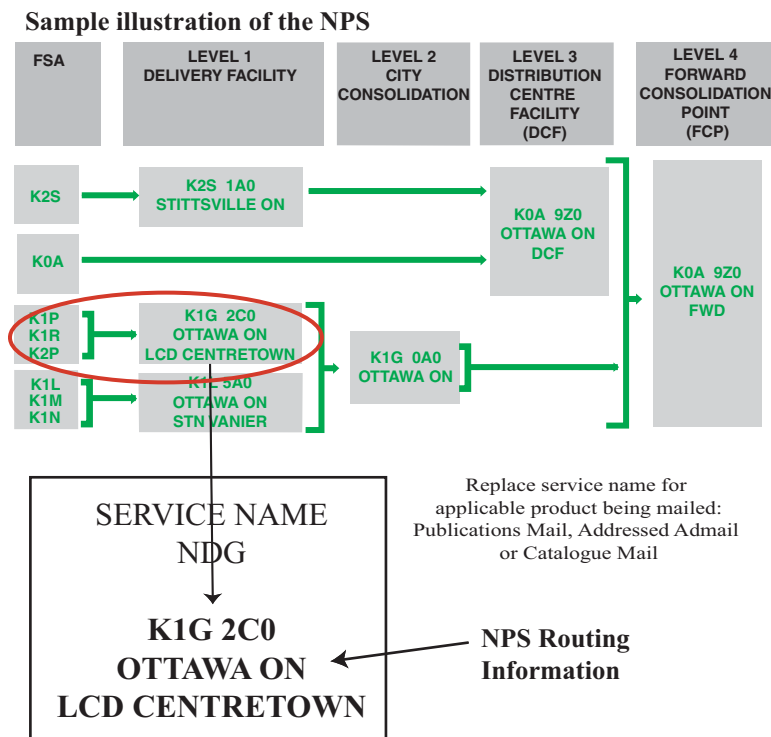 Sample illustration of the NPS
FSA
LEVEL 1
DELIVERY FACILITY
LEVEL 2
CITY
CONSOLIDATION
LEVEL 3
DISTRIBUTION
CENTRE
FACILITY
(DCF)
LEVEL 4
FORWARD
CONSOLIDATION
POINT
(FCP)
K2S
K2S 1A0
STITTSVILLE ON
K0A
K0A 9Z0
OTTAWA ON
DCF
K0A 9Z0
OTTAWA ON
FWD
K1P
K1R
K2P
K1G 2C0
OTTAWA ON
LCD CENTRETOWN
K1G 0A0
OTTAWA ON
K1L
K1M
K1N
K1L 5A0
OTTAWA ON
STN VANIER
SERVICE NAME
NDG
K1G 2C0
OTTAWA ON
LCD CENTRETOWN
Replace service name for
applicable product being mailed:
Publications Mail, Addressed Admail
or Catalogue Mail
NPS Routing
Information